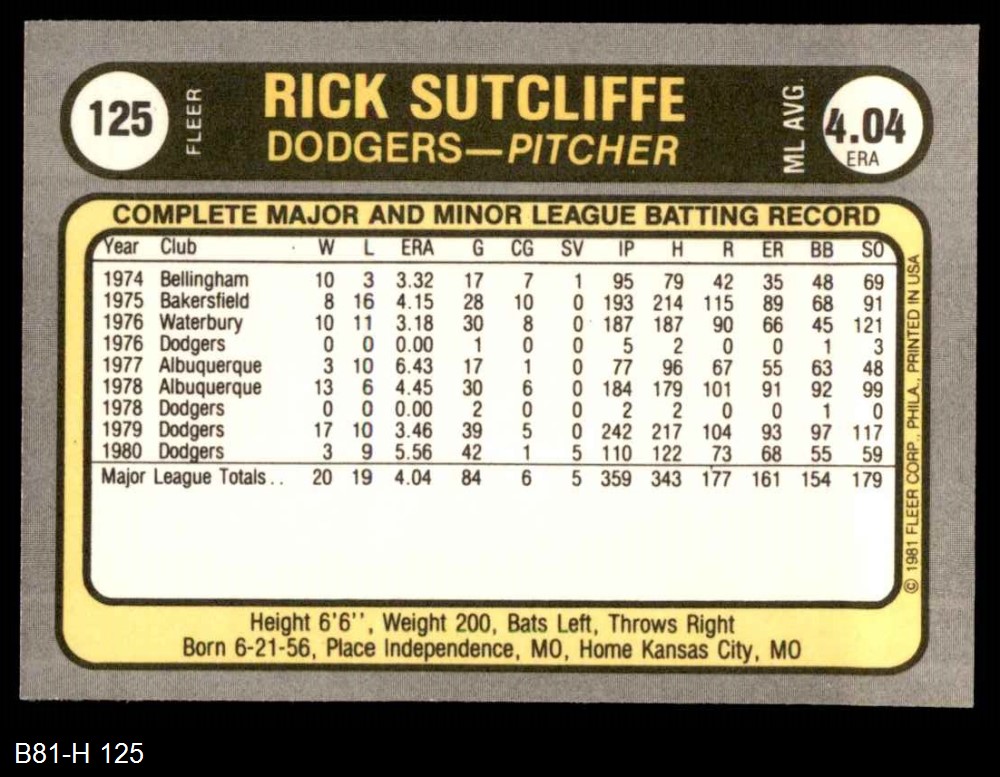 125 FLEER RICK SUTCLIFFE ML AVG. 4.04
DODGERS—PITCHER ERA
COMPLETE MAJOR AND MINOR LEAGUE BATTING RECORD
Year Club W L ERA G CG SV IP H R ER BB SO
1974 Bellingham 10 3 3.32 17 7 1 95 79 42 35 48 69
1975 Bakersfield 8 16 4.15 28 10 0 193 214 115 89 68 91
1976 Waterbury 10 11 3.18 30 8 0 187 187 90 66 45 121
1976 Dodgers 0 0 0.00 1 0 0 5 2 0 0 1 3
1977 Albuquerque 3 10 6.43 17 1 0 77 96 67 55 63 48
1978 Albuquerque 13 6 4.45 30 6 0 184 179 101 91 92 99
1978 Dodgers 0 0 0.00 2 0 0 2 2 0 0 1 0
1979 Dodgers 17 10 3.46 39 5 0 242 217 104 93 97 117
1980 Dodgers 3 9 5.56 42 1 5 110 122 73 68 55 59
Major League Totals.. 20 19 4.04 84 6 5 359 343 177 161 154 179
© 1981 FLEER CORP., PHILA., PRINTED IN USA
Height 6'6'', Weight 200, Bats Left, Throws Right
Born 6-21-56, Place Independence, MO, Home Kansas City, MO
B81-H 125